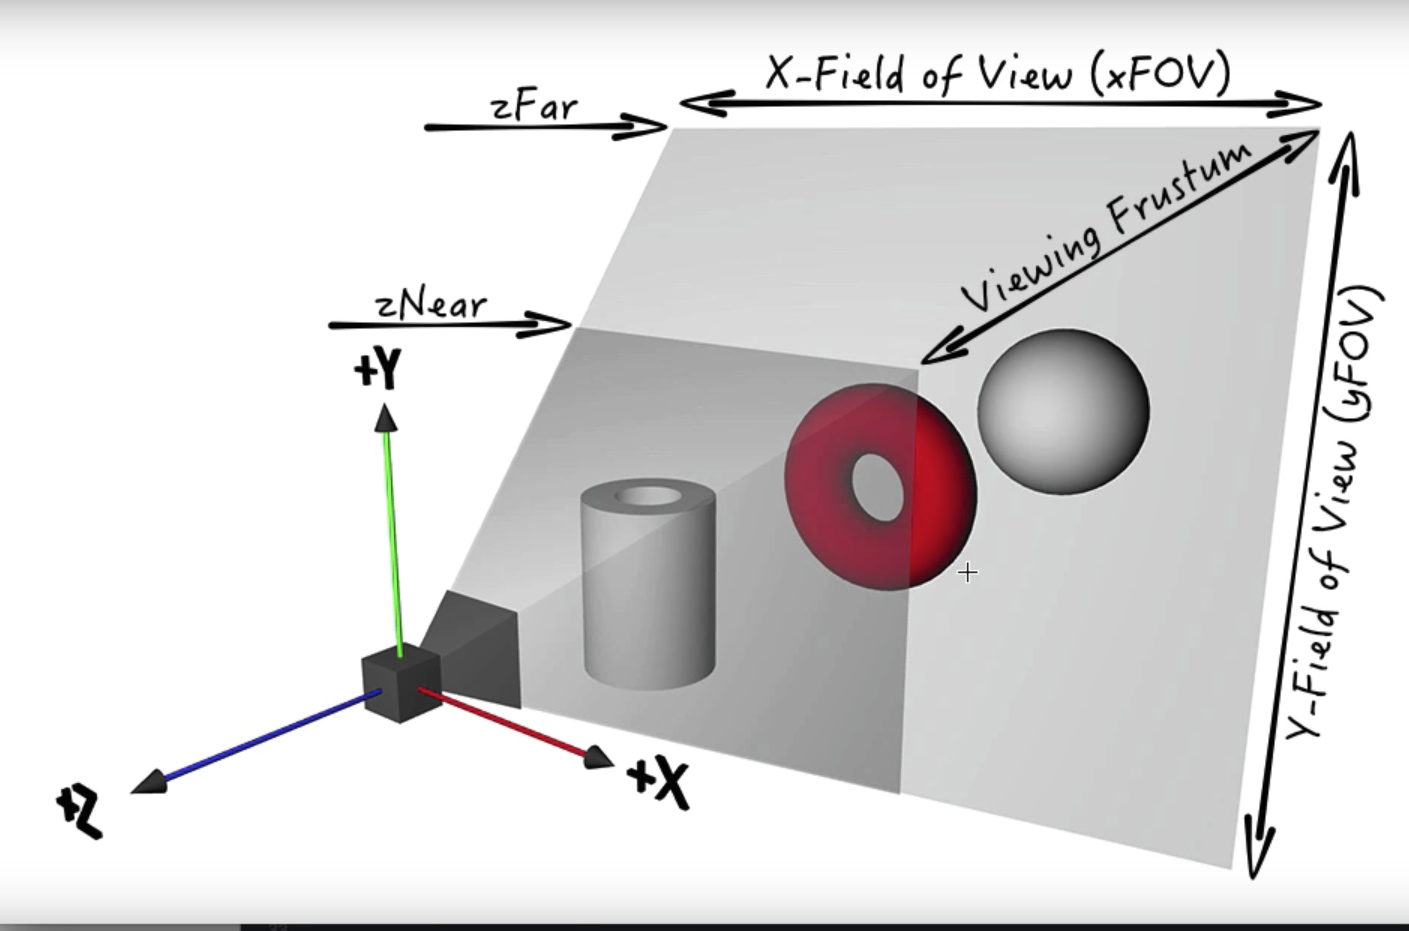 X-Field of View (xFOV)
zFar
Viewing Frustum
zNear
+Y
Y-Field of View (yFOV)
+X
+Z